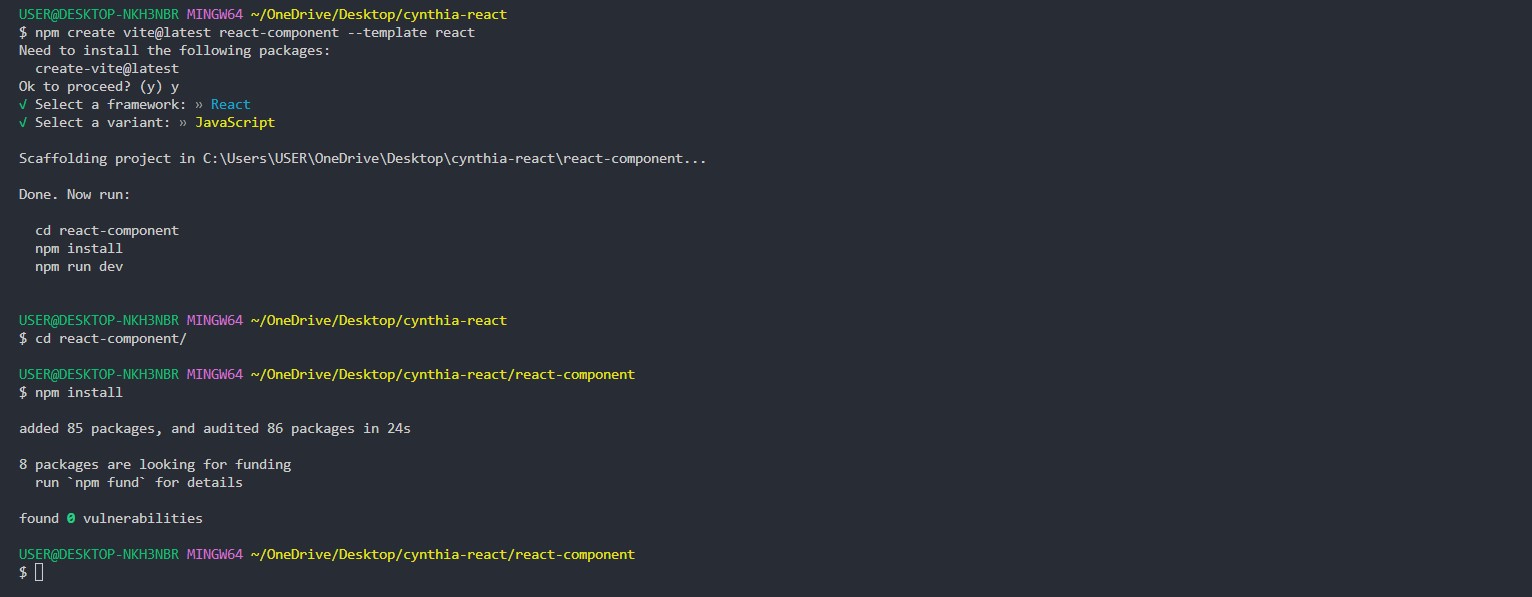 USER@DESKTOP-NKH3NBR MINGW64 ~/OneDrive/Desktop/cynthia-react
$ npm create vite@latest react-component --template react
Need to install the following packages:
  create-vite@latest
Ok to proceed? (y) y
√ Select a framework: » React
√ Select a variant: » JavaScript

Scaffolding project in C:\Users\USER\OneDrive\Desktop\cynthia-react\react-component...

Done. Now run:

  cd react-component
  npm install
  npm run dev

USER@DESKTOP-NKH3NBR MINGW64 ~/OneDrive/Desktop/cynthia-react
$ cd react-component/

USER@DESKTOP-NKH3NBR MINGW64 ~/OneDrive/Desktop/cynthia-react/react-component
$ npm install

added 85 packages, and audited 86 packages in 24s

8 packages are looking for funding
  run `npm fund` for details

found 0 vulnerabilities

USER@DESKTOP-NKH3NBR MINGW64 ~/OneDrive/Desktop/cynthia-react/react-component
$